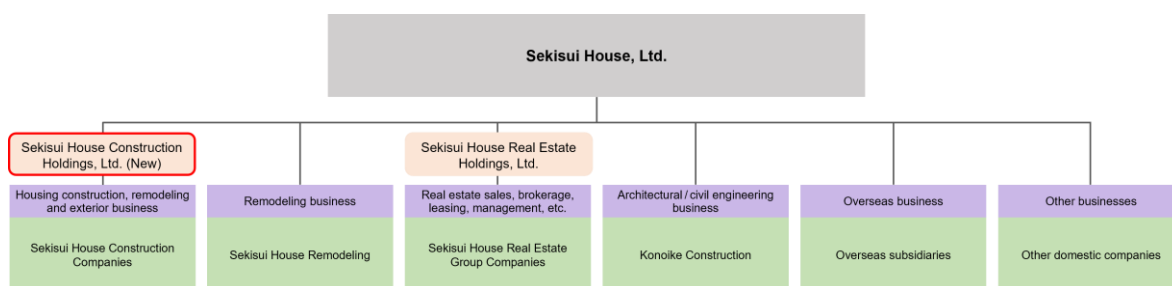 Sekisui House, Ltd.
Sekisui House Construction
Holdings, Ltd. (New)
Sekisui House Real Estate
Holdings, Ltd.
Housing construction, remodeling
and exterior business
Remodeling business
Real estate sales, brokerage,
leasing, management, etc.
Architectural / civil engineering
business
Overseas business
Other businesses
Sekisui House Construction
Companies
Sekisui House Remodeling
Sekisui House Real Estate
Group Companies
Konoike Construction
Overseas subsidiaries
Other domestic companies